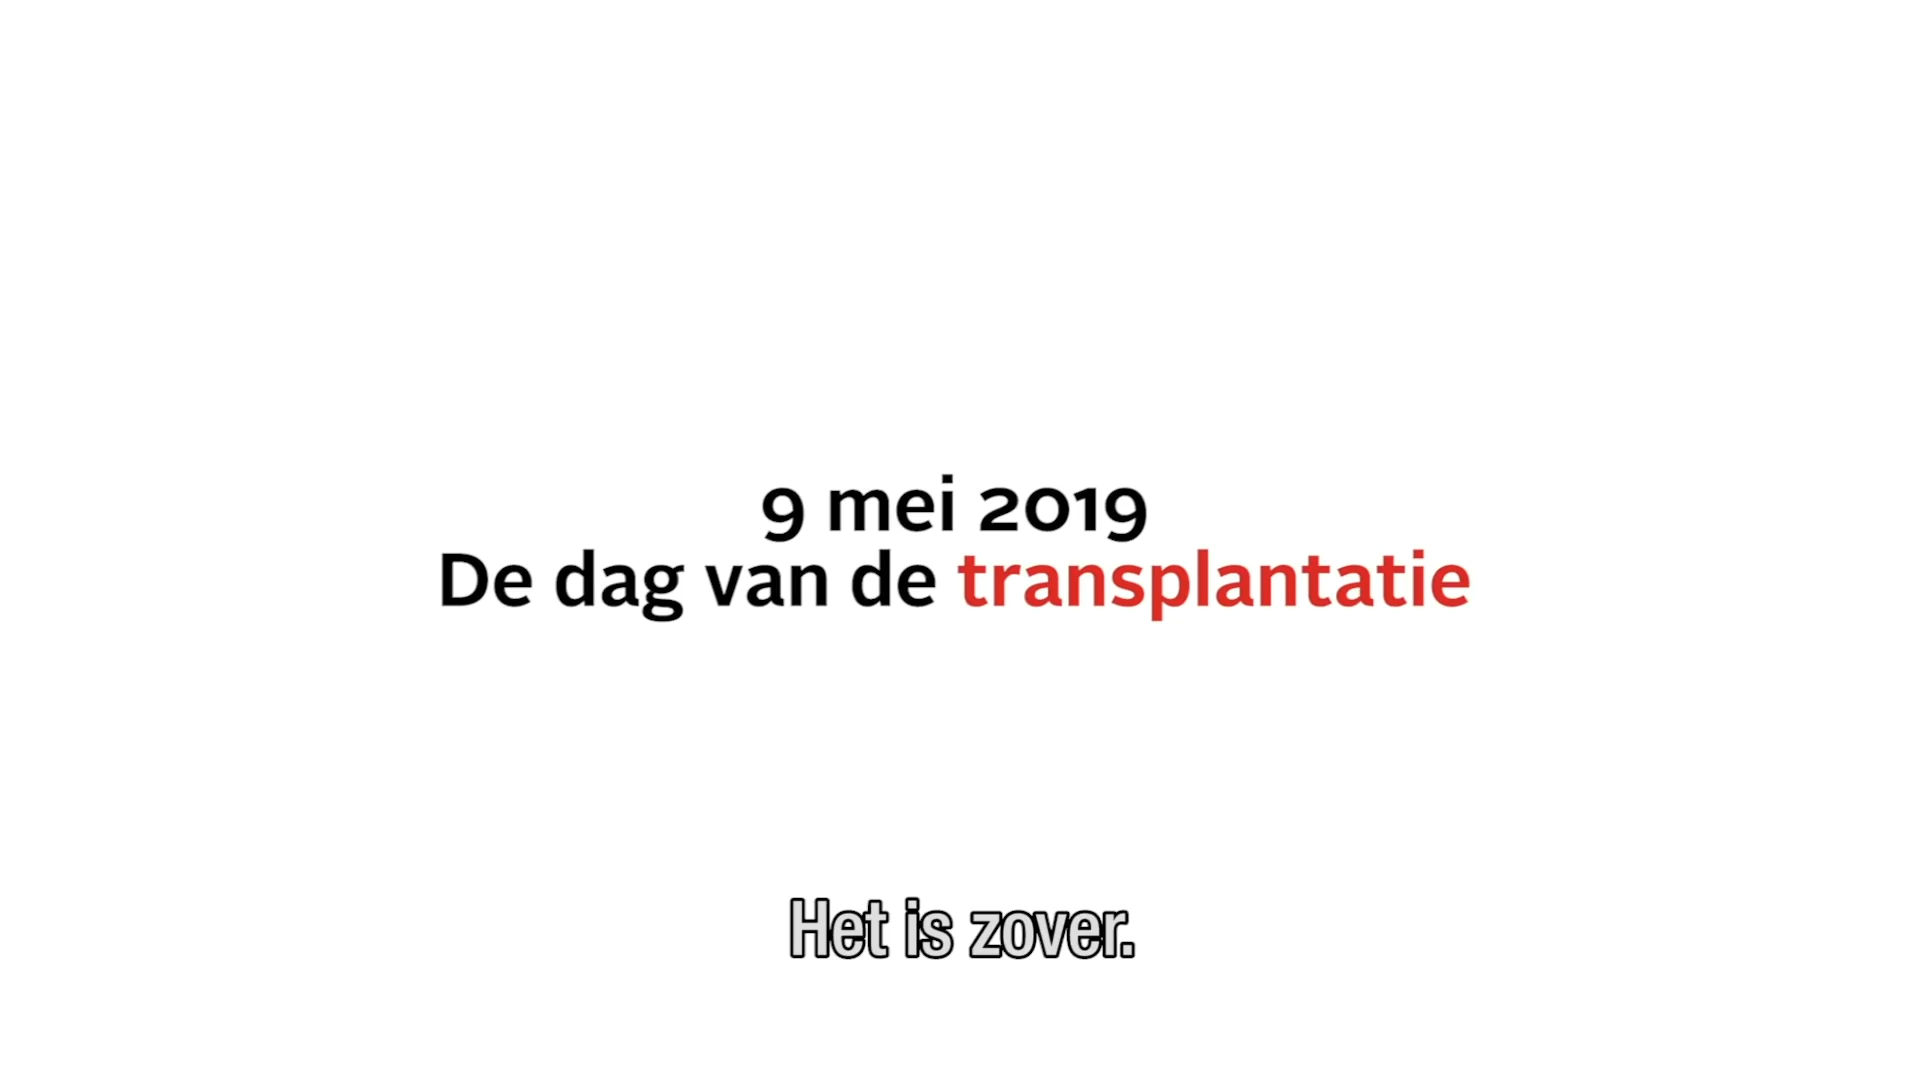 9 mei 2019
De dag van de transplantatie
Het is zover.